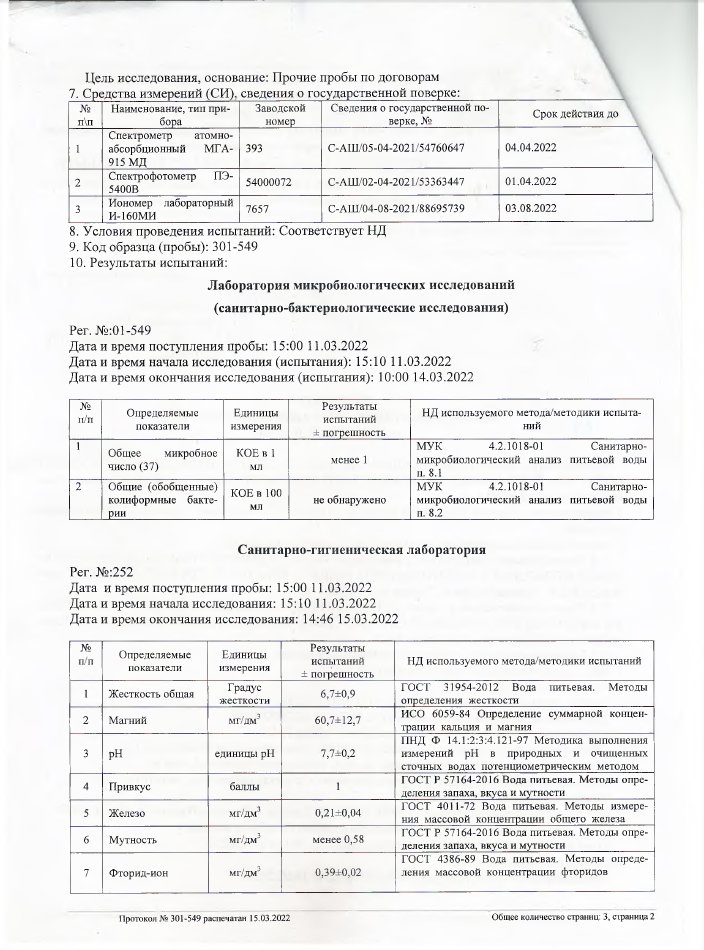 Цель исследования, основание: Прочие пробы по договорам
7. Средства измерений (СИ), сведения о государственной поверке:
№ п\п | Наименование, тип при-бора | Заводской номер | Сведения о государственной по-верке, № | Срок действия до
1 | Спектрометр атомно-абсорбционный МГА-915 МД | 393 | С-АШ/05-04-2021/54760647 | 04.04.2022
2 | Спектрофотометр ПЭ-5400В | 54000072 | С-АШ/02-04-2021/53363447 | 01.04.2022
3 | Иономер лабораторный И-160МИ | 7657 | С-АШ/04-08-2021/88695739 | 03.08.2022
8. Условия проведения испытаний: Соответствует НД
9. Код образца (пробы): 301-549
10. Результаты испытаний:
Лаборатория микробиологических исследований
(санитарно-бактериологические исследования)
Рег. №:01-549
Дата и время поступления пробы: 15:00 11.03.2022
Дата и время начала исследования (испытания): 15:10 11.03.2022
Дата и время окончания исследования (испытания): 10:00 14.03.2022
№ п/п | Определяемые показатели | Единицы измерения | Результаты испытаний ± погрешность | НД используемого метода/методики испыта-ний
1 | Общее микробное число (37) | КОЕ в 1 мл | менее 1 | МУК 4.2.1018-01 Санитарно-микробиологический анализ питьевой воды п. 8.1
2 | Общие (обобщенные) колиформные бакте-рии | КОЕ в 100 мл | не обнаружено | МУК 4.2.1018-01 Санитарно-микробиологический анализ питьевой воды п. 8.2
Санитарно-гигиеническая лаборатория
Рег. №:252
Дата и время поступления пробы: 15:00 11.03.2022
Дата и время начала исследования: 15:10 11.03.2022
Дата и время окончания исследования: 14:46 15.03.2022
№ п/п | Определяемые показатели | Единицы измерения | Результаты испытаний ± погрешность | НД используемого метода/методики испытаний
1 | Жесткость общая | Градус жесткости | 6,7±0,9 | ГОСТ 31954-2012 Вода питьевая. Методы определения жесткости
2 | Магний | мг/дм³ | 60,7±12,7 | ИСО 6059-84 Определение суммарной концен-трации кальция и магния
3 | pH | единицы pH | 7,7±0,2 | ПНД Ф 14.1:2:3:4.121-97 Методика выполнения измерений pH в природных и очищенных сточных водах потенциометрическим методом
4 | Привкус | баллы | 1 | ГОСТ Р 57164-2016 Вода питьевая. Методы опре-деления запаха, вкуса и мутности
5 | Железо | мг/дм³ | 0,21±0,04 | ГОСТ 4011-72 Вода питьевая. Методы измере-ния массовой концентрации общего железа
6 | Мутность | мг/дм³ | менее 0,58 | ГОСТ Р 57164-2016 Вода питьевая. Методы опре-деления запаха, вкуса и мутности
7 | Фторид-ион | мг/дм³ | 0,39±0,02 | ГОСТ 4386-89 Вода питьевая. Методы опреде-ления массовой концентрации фторидов
Протокол № 301-549 распечатан 15.03.2022
Общее количество страниц: 3, страница 2